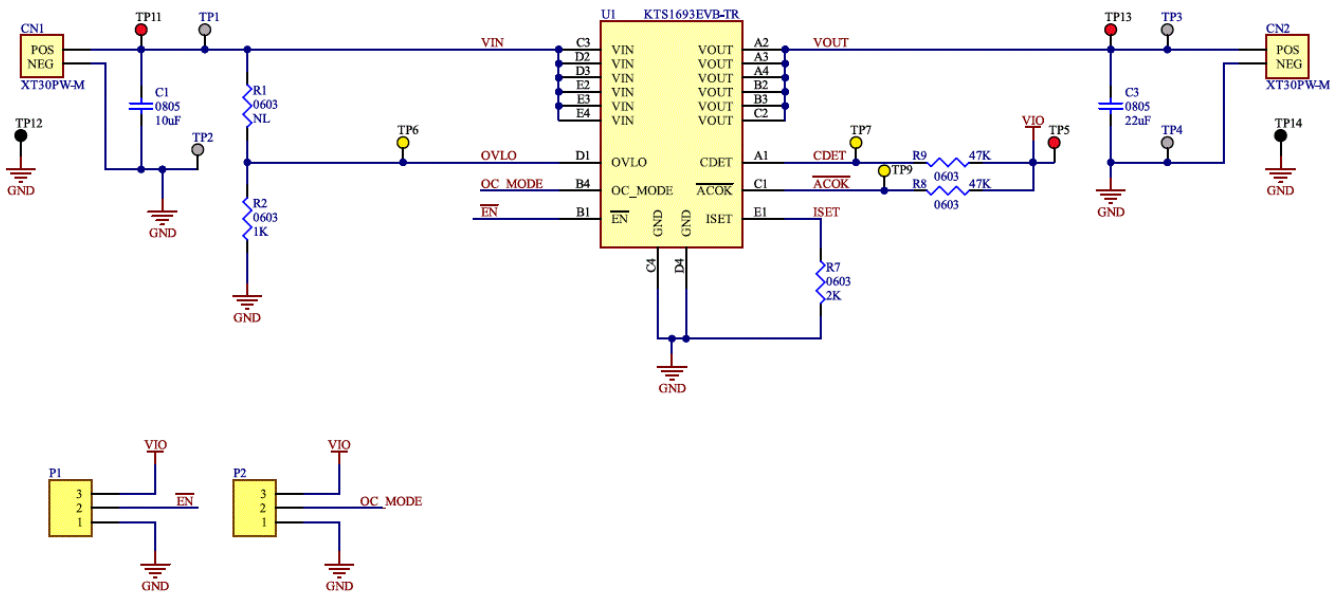 U1 KTS1693EVB-TR
CN1
POS
NEG
XT30PW-M
TP11
TP1
VIN
C3
D2
D3
E2
E3
E4
VIN
VIN
VIN
VIN
VIN
VIN
VOUT
VOUT
VOUT
VOUT
VOUT
VOUT
A2
A3
A4
B2
B3
C2
VOUT
TP13
TP3
CN2
POS
NEG
XT30PW-M
C1
0805
10uF
R1
0603
NL
C3
0805
22uF
TP12
GND
TP2
GND
TP6
OVLO
D1
OVLO
CDET
A1
CDET
TP7
R9
47K
0603
VIO
TP5
TP4
TP14
GND
GND
OC_MODE
B4
OC_MODE
ACOK
C1
ACOK
TP9
R8
47K
0603
R2
0603
1K
GND
EN
B1
EN
GND
GND
ISET
E1
ISET
C4
D4
R7
0603
2K
GND
P1
3
2
1
VIO
EN
GND
P2
3
2
1
VIO
OC_MODE
GND